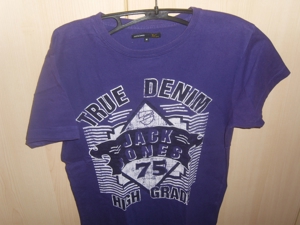 TRUE DENIM
JACK
JONES
75
HIGH GRADE